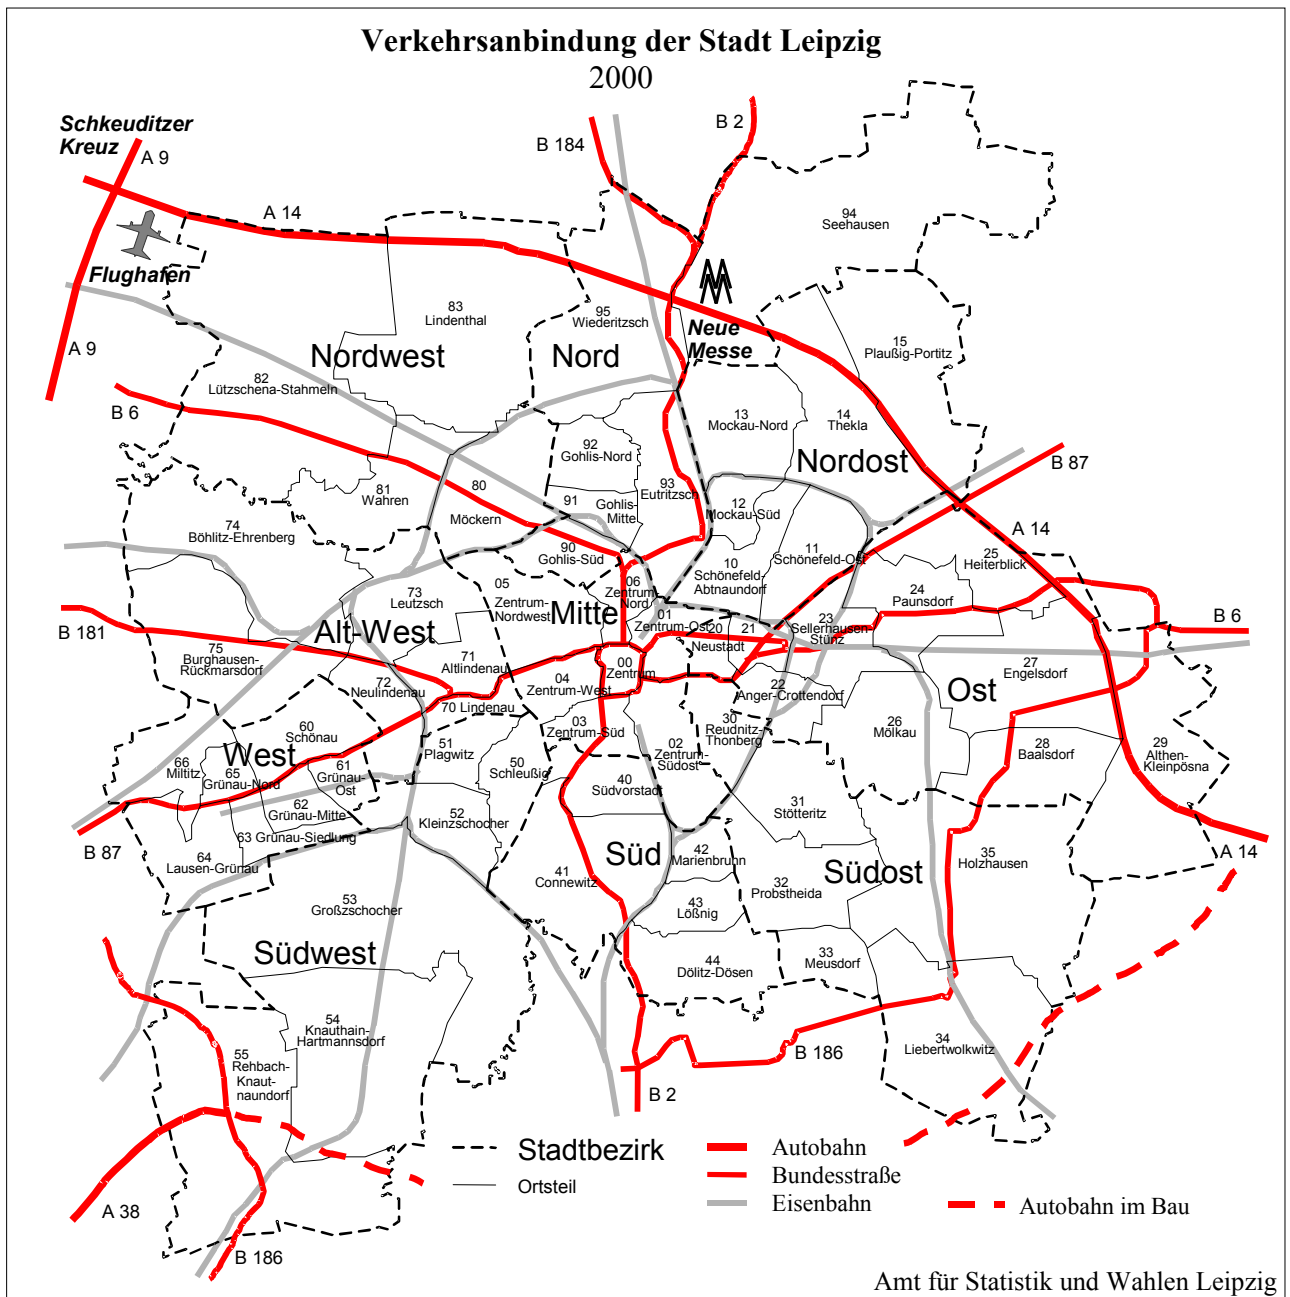 Verkehrsanbindung der Stadt Leipzig
2000
Schkeuditzer
Kreuz
A 9
B 184
B 2
A 14
94
Seehausen
Flughafen
83
Lindenthal
95
Wiederitzsch
Neue
Messe
15
Plaußig-Portitz
A 9
Nordwest
Nord
82
Lützschena-Stahmeln
B 6
13
Mockau-Nord
14
Thekla
92
Gohlis-Nord
Nordost
B 87
81
Wahren
80
Möckern
91
Gohlis-
Mitte
93
Eutritzsch
12
Mockau-Süd
A 14
74
Böhlitz-Ehrenberg
90
Gohlis-Süd
10
Schönefeld-
Abtnaundorf
11
Schönefeld-Ost
25
Heiterblick
24
Paunsdorf
73
Leutzsch
05
Zentrum-
Nordwest
Mitte
06
Zentrum-
Nord
B 181
Alt-West
01
Zentrum-Ost
20
Neustadt
21
23
Sellerhausen-
Stünz
B 6
75
Burghausen-
Rückmarsdorf
71
Altlindenau
00
Zentrum
27
Engelsdorf
72
Neulindenau
04
Zentrum-West
22
Anger-Crottendorf
Ost
70 Lindenau
60
Schönau
03
Zentrum-Süd
30
Reudnitz-
Thonberg
26
Mölkau
West
51
Plagwitz
02
Zentrum-
Südost
28
Baalsdorf
29
Althen-
Kleinpösna
66
Miltitz
65
Grünau-Nord
61
Grünau-
Ost
50
Schleußig
40
Südvorstadt
62
Grünau-Mitte
52
Kleinzschocher
31
Stötteritz
63 Grünau-Siedlung
B 87
64
Lausen-Grünau
Süd
42
Marienbrunn
35
Holzhausen
A 14
41
Connewitz
Südost
32
Probstheida
53
Großzschocher
43
Lößnig
Südwest
44
Dölitz-Dösen
33
Meusdorf
54
Knauthain-
Hartmannsdorf
34
Liebertwolkwitz
55
Rehbach-
Knaut-
naundorf
B 186
B 2
Stadtbezirk
Autobahn
Bundesstraße
Ortsteil
Eisenbahn
Autobahn im Bau
A 38
B 186
Amt für Statistik und Wahlen Leipzig